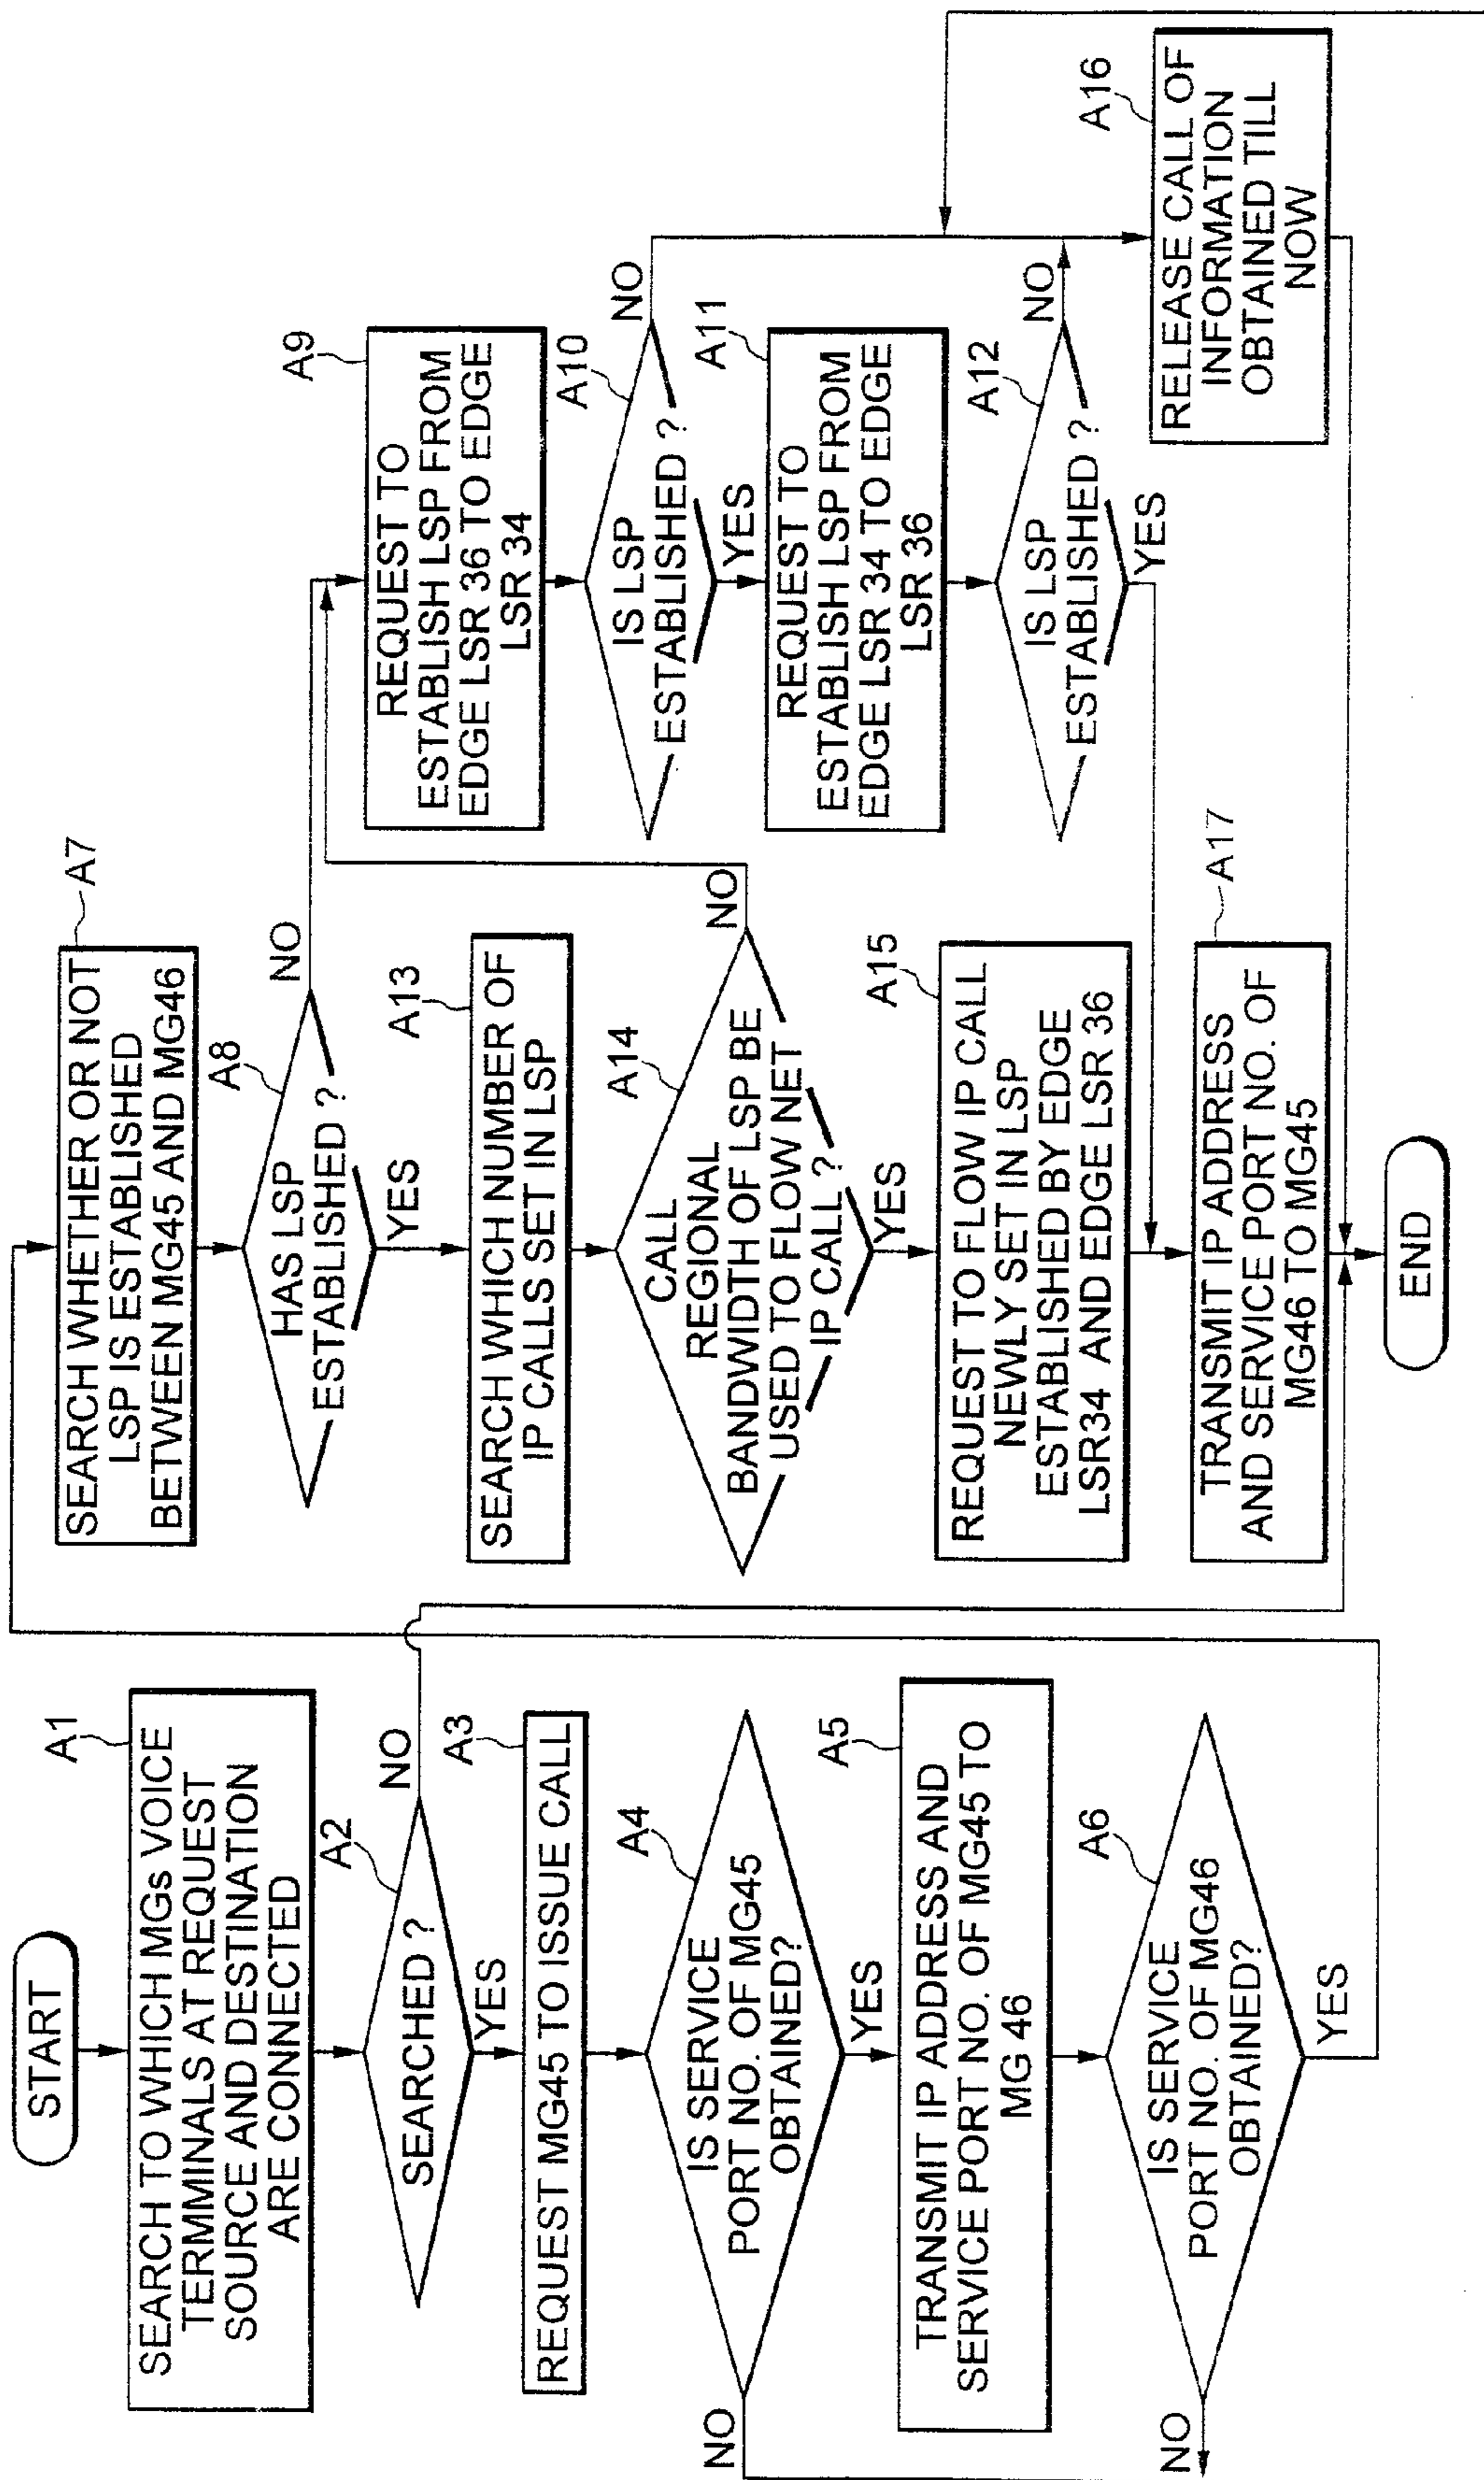 START
A1
SEARCH TO WHICH MGs VOICE
TERMMINALS AT REQUEST
SOURCE AND DESTINATION
ARE CONNECTED
A2
SEARCHED ?
NO
YES
A3
REQUEST MG45 TO ISSUE CALL
A4
IS SERVICE
PORT NO. OF MG45
OBTAINED?
NO
YES
A5
TRANSMIT IP ADDRESS AND
SERVICE PORT NO. OF MG45 TO
MG 46
A6
IS SERVICE
PORT NO. OF MG46
OBTAINED?
NO
YES
A7
SEARCH WHETHER OR NOT
LSP IS ESTABLISHED
BETWEEN MG45 AND MG46
A8
HAS LSP
ESTABLISHED ?
NO
YES
A13
SEARCH WHICH NUMBER OF
IP CALLS SET IN LSP
A14
CALL
REGIONAL
BANDWIDTH OF LSP BE
USED TO FLOW NET
IP CALL ?
NO
YES
A15
REQUEST TO FLOW IP CALL
NEWLY SET IN LSP
ESTABLISHED BY EDGE
LSR34 AND EDGE LSR 36
A17
TRANSMIT IP ADDRESS
AND SERVICE PORT NO. OF
MG46 TO MG45
END
A9
REQUEST TO
ESTABLISH LSP FROM
EDGE LSR 36 TO EDGE
LSR 34
A10
IS LSP
ESTABLISHED ?
NO
YES
A11
REQUEST TO
ESTABLISH LSP FROM
EDGE LSR 34 TO EDGE
LSR 36
A12
IS LSP
ESTABLISHED ?
NO
YES
A16
RELEASE CALL OF
INFORMATION
OBTAINED TILL
NOW